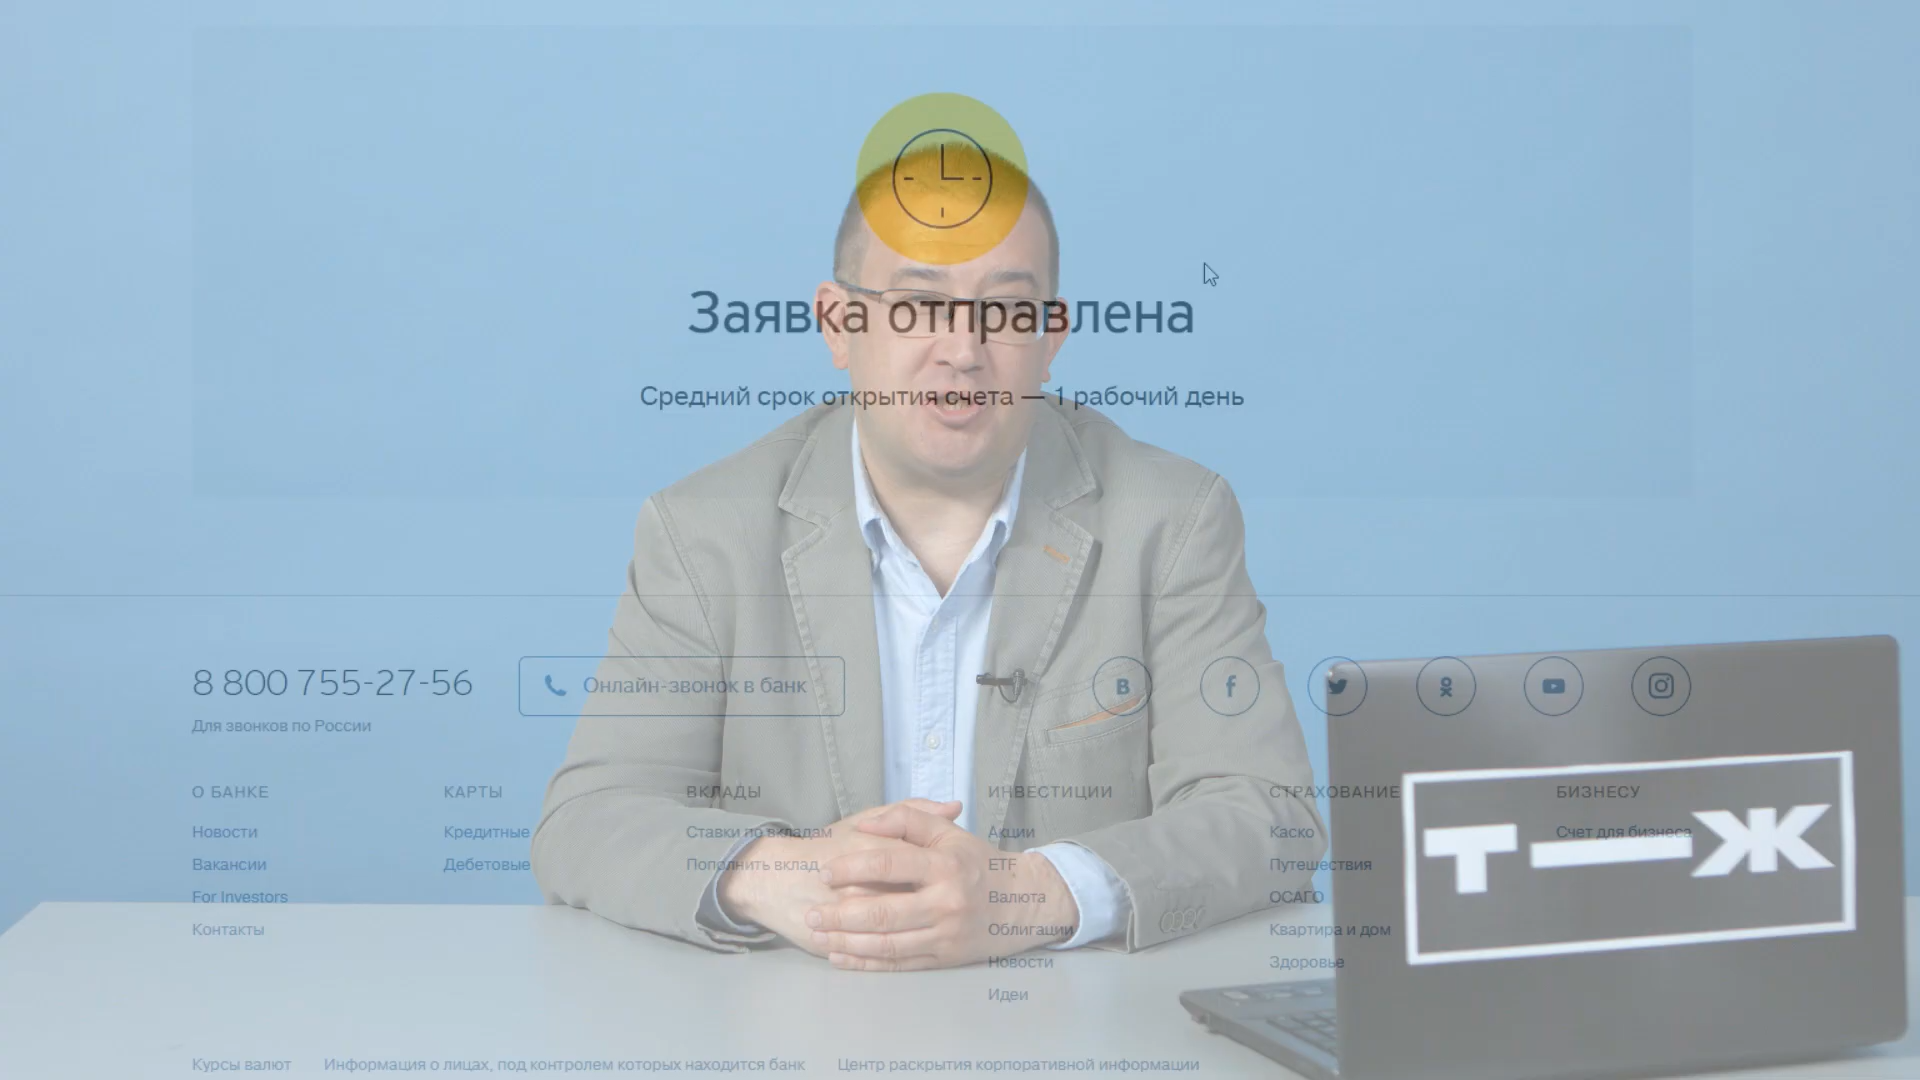 Заявка отправлена
Средний срок открытия счета — 1 рабочий день
8 800 755-27-56
Онлайн-звонок в банк
Для звонков по России
О БАНКЕ
Новости
Вакансии
For Investors
Контакты
КАРТЫ
Кредитные
Дебетовые
ВКЛАДЫ
Ставки по вкладам
Пополнить вклад
ИНВЕСТИЦИИ
Акции
ETF
Валюта
Облигации
Новости
Идеи
СТРАХОВАНИЕ
Каско
Путешествия
ОСАГО
Квартира и дом
Здоровье
БИЗНЕСУ
Счет для бизнеса
Т—Ж
Курсы валют
Информация о лицах, под контролем которых находится банк
Центр раскрытия корпоративной информации